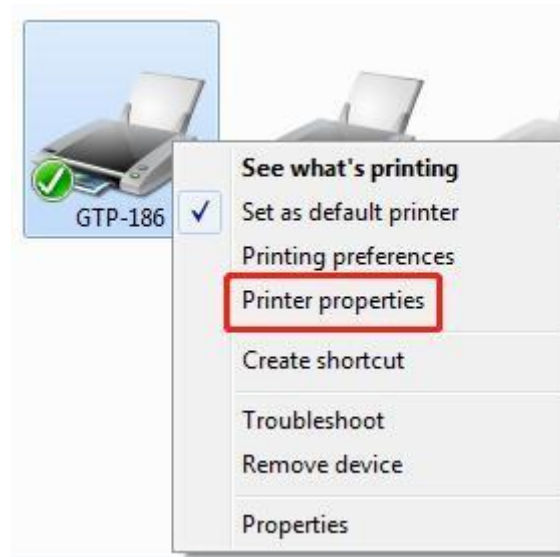 GTP-186
See what's printing
Set as default printer
Printing preferences
Printer properties
Create shortcut
Troubleshoot
Remove device
Properties